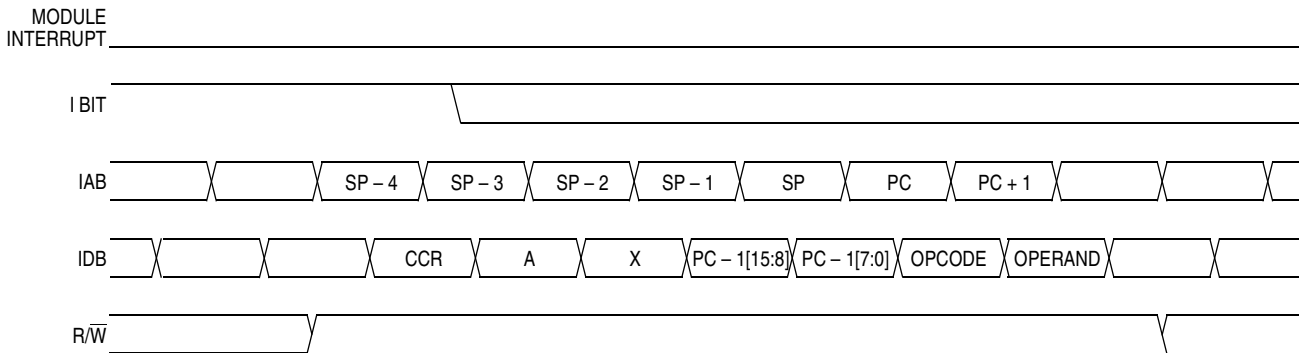 MODULE
INTERRUPT
I BIT
IAB SP – 4 SP – 3 SP – 2 SP – 1 SP PC PC + 1
IDB CCR A X PC – 1[15:8] PC – 1[7:0] OPCODE OPERAND
R/W̅